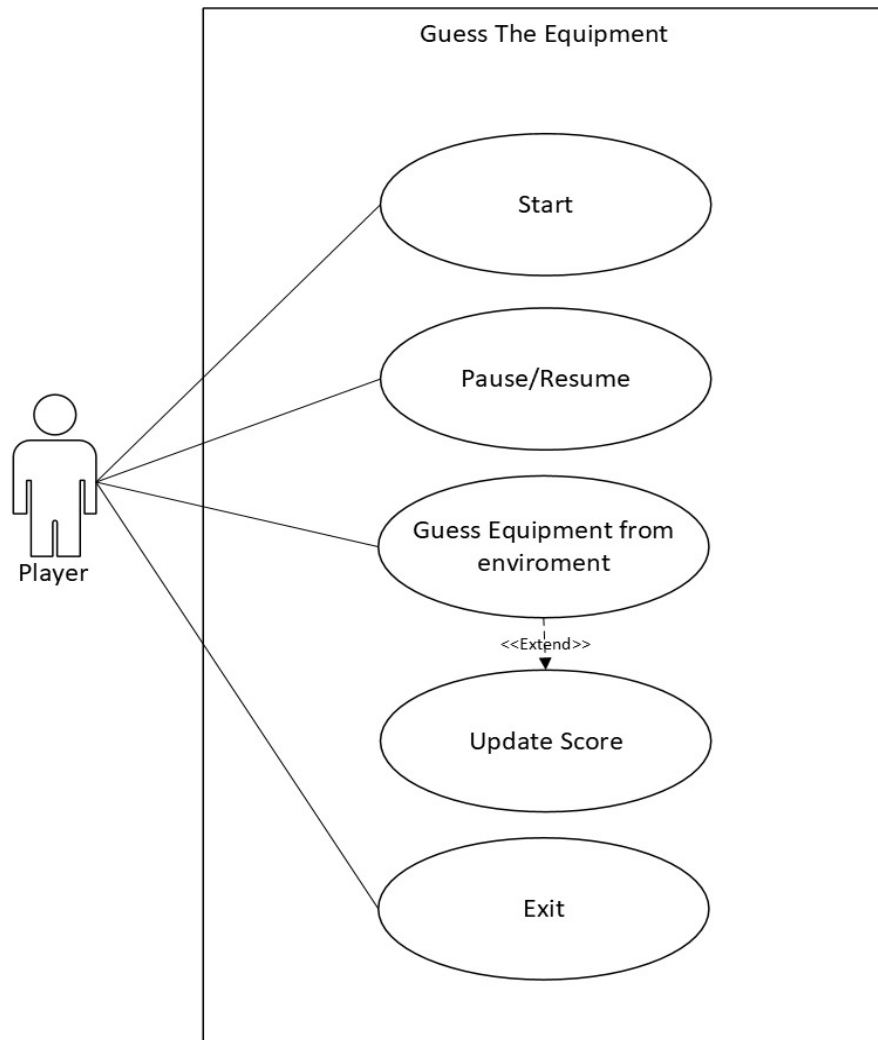 Guess The Equipment
Start
Pause/Resume
Guess Equipment from
enviroment
Player
<<Extend>>
Update Score
Exit